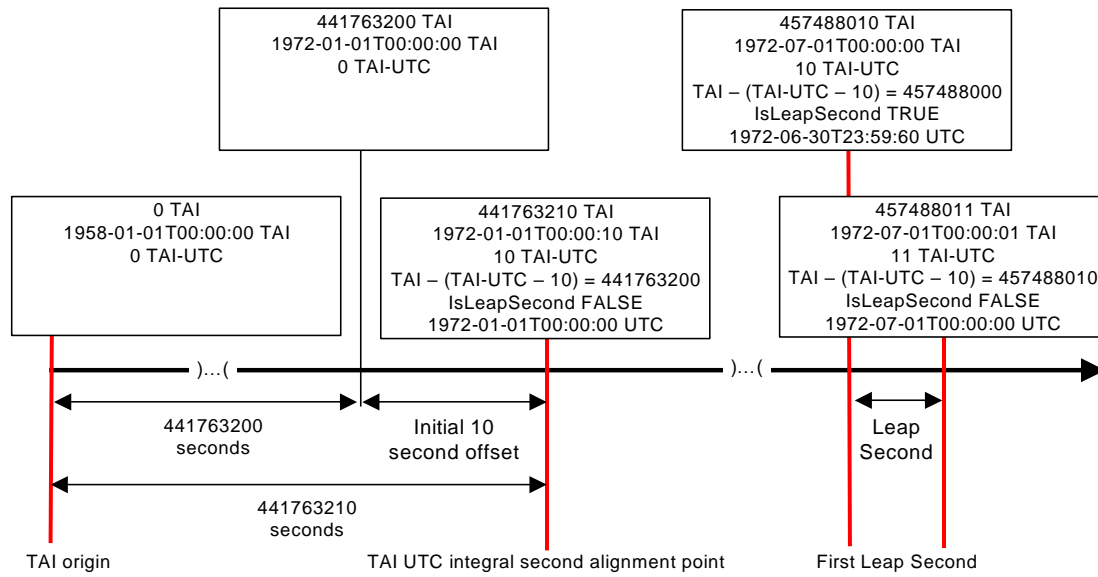 441763200 TAI
1972-01-01T00:00:00 TAI
0 TAI-UTC
457488010 TAI
1972-07-01T00:00:00 TAI
10 TAI-UTC
TAI – (TAI-UTC – 10) = 457488000
IsLeapSecond TRUE
1972-06-30T23:59:60 UTC
0 TAI
1958-01-01T00:00:00 TAI
0 TAI-UTC
441763210 TAI
1972-01-01T00:00:10 TAI
10 TAI-UTC
TAI – (TAI-UTC – 10) = 441763200
IsLeapSecond FALSE
1972-01-01T00:00:00 UTC
457488011 TAI
1972-07-01T00:00:01 TAI
11 TAI-UTC
TAI – (TAI-UTC – 10) = 457488010
IsLeapSecond FALSE
1972-07-01T00:00:00 UTC
)...(
)...(
441763200
seconds
Initial 10
second offset
Leap
Second
441763210
seconds
TAI origin
TAI UTC integral second alignment point
First Leap Second